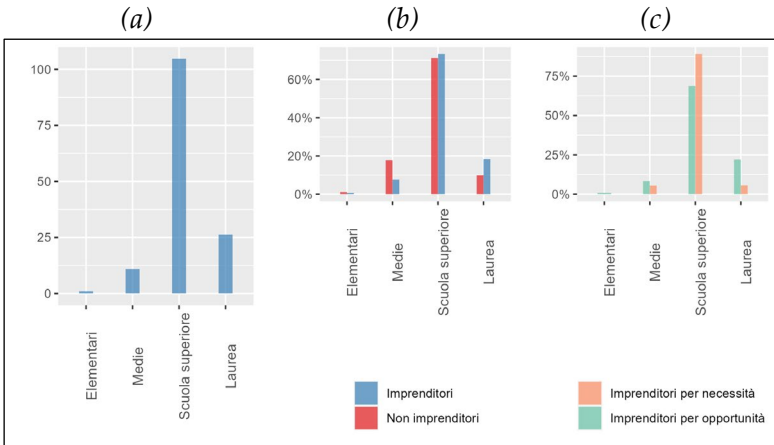 (a)
(b)
(c)
100
75
50
25
0
Elementari
Medie
Scuola superiore
Laurea
60%
40%
20%
0%
Elementari
Medie
Scuola superiore
Laurea
75%
50%
25%
0%
Elementari
Medie
Scuola superiore
Laurea
Imprenditori
Non imprenditori
Imprenditori per necessità
Imprenditori per opportunità